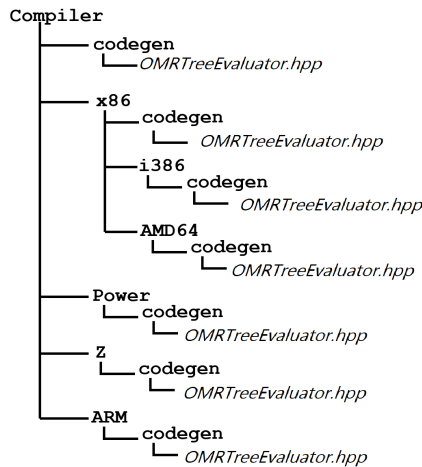 Compiler
codegen
OMRTreeEvaluator.hpp
x86
codegen
OMRTreeEvaluator.hpp
i386
codegen
OMRTreeEvaluator.hpp
AMD64
codegen
OMRTreeEvaluator.hpp
Power
codegen
OMRTreeEvaluator.hpp
Z
codegen
OMRTreeEvaluator.hpp
ARM
codegen
OMRTreeEvaluator.hpp